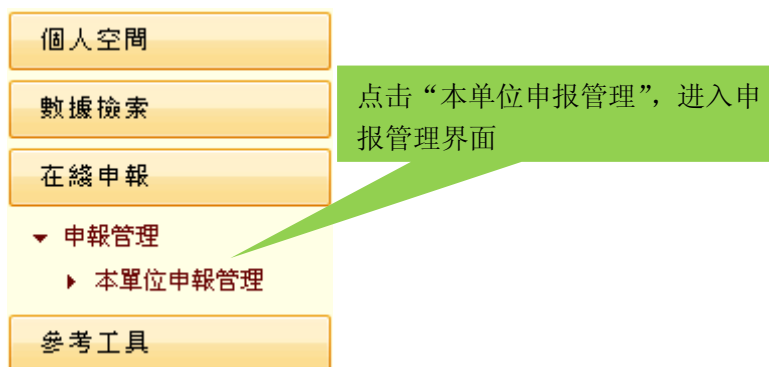 個人空間
數據檢索
点击“本单位申报管理”，进入申
报管理界面
在綫申報
申報管理
本單位申報管理
參考工具